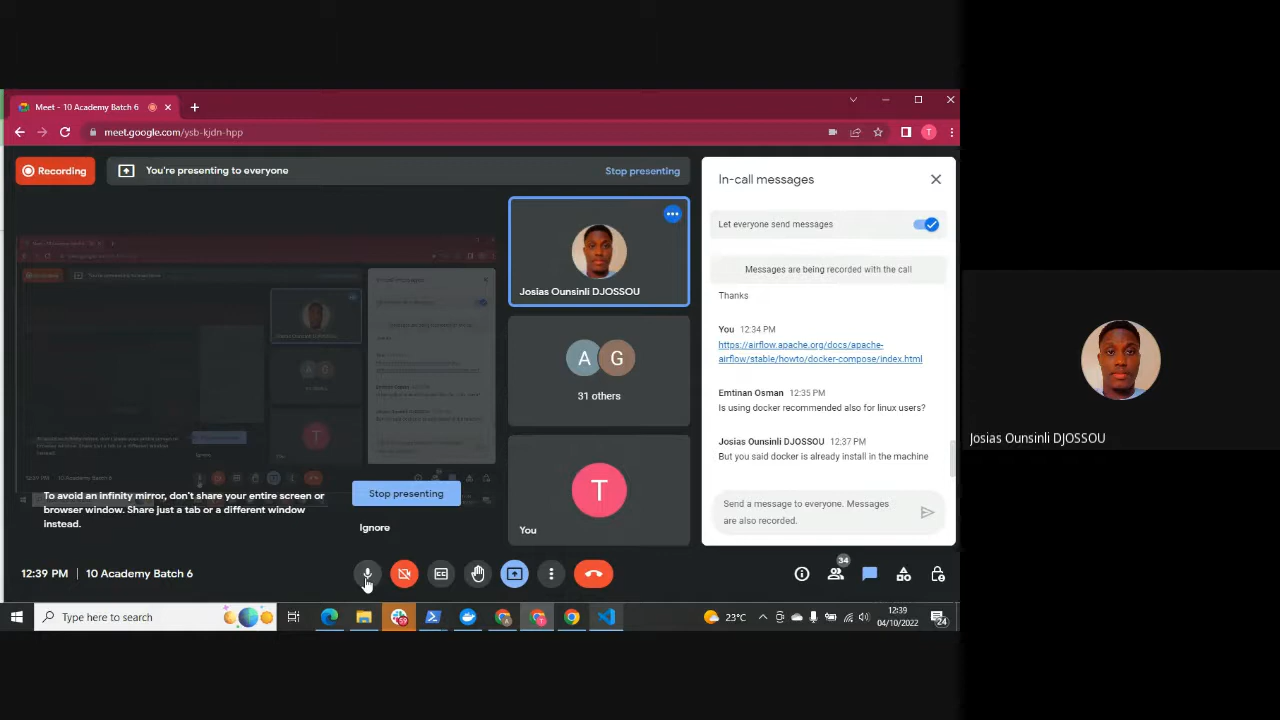 Meet - 10 Academy Batch 6
meet.google.com/ysb-kjdn-hpp
T
Recording
You're presenting to everyone
Stop presenting
In-call messages
Let everyone send messages
Messages are being recorded with the call
Thanks
You 12:34 PM
https://airflow.apache.org/docs/apache-
airflow/stable/howto/docker-compose/index.html
Emtinan Osman 12:35 PM
Is using docker recommended also for linux users?
Josias Ounsinli DJOSSOU 12:37 PM
But you said docker is already install in the machine
Send a message to everyone. Messages
are also recorded.
Josias Ounsinli DJOSSOU
A G
31 others
T
You
To avoid an infinity mirror, don't share your entire screen or
browser window. Share just a tab or a different window
instead.
Stop presenting
Ignore
12:39 PM | 10 Academy Batch 6
34
Type here to search
23°C
12:39
04/10/2022
24
Josias Ounsinli DJOSSOU